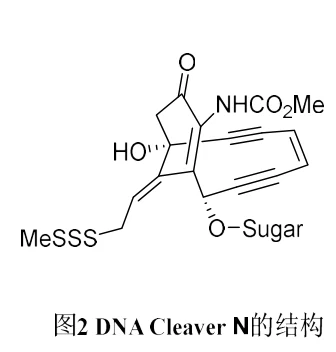 O
NHCO₂Me
HO
MeSSS
O–Sugar
图2 DNA Cleaver N的结构